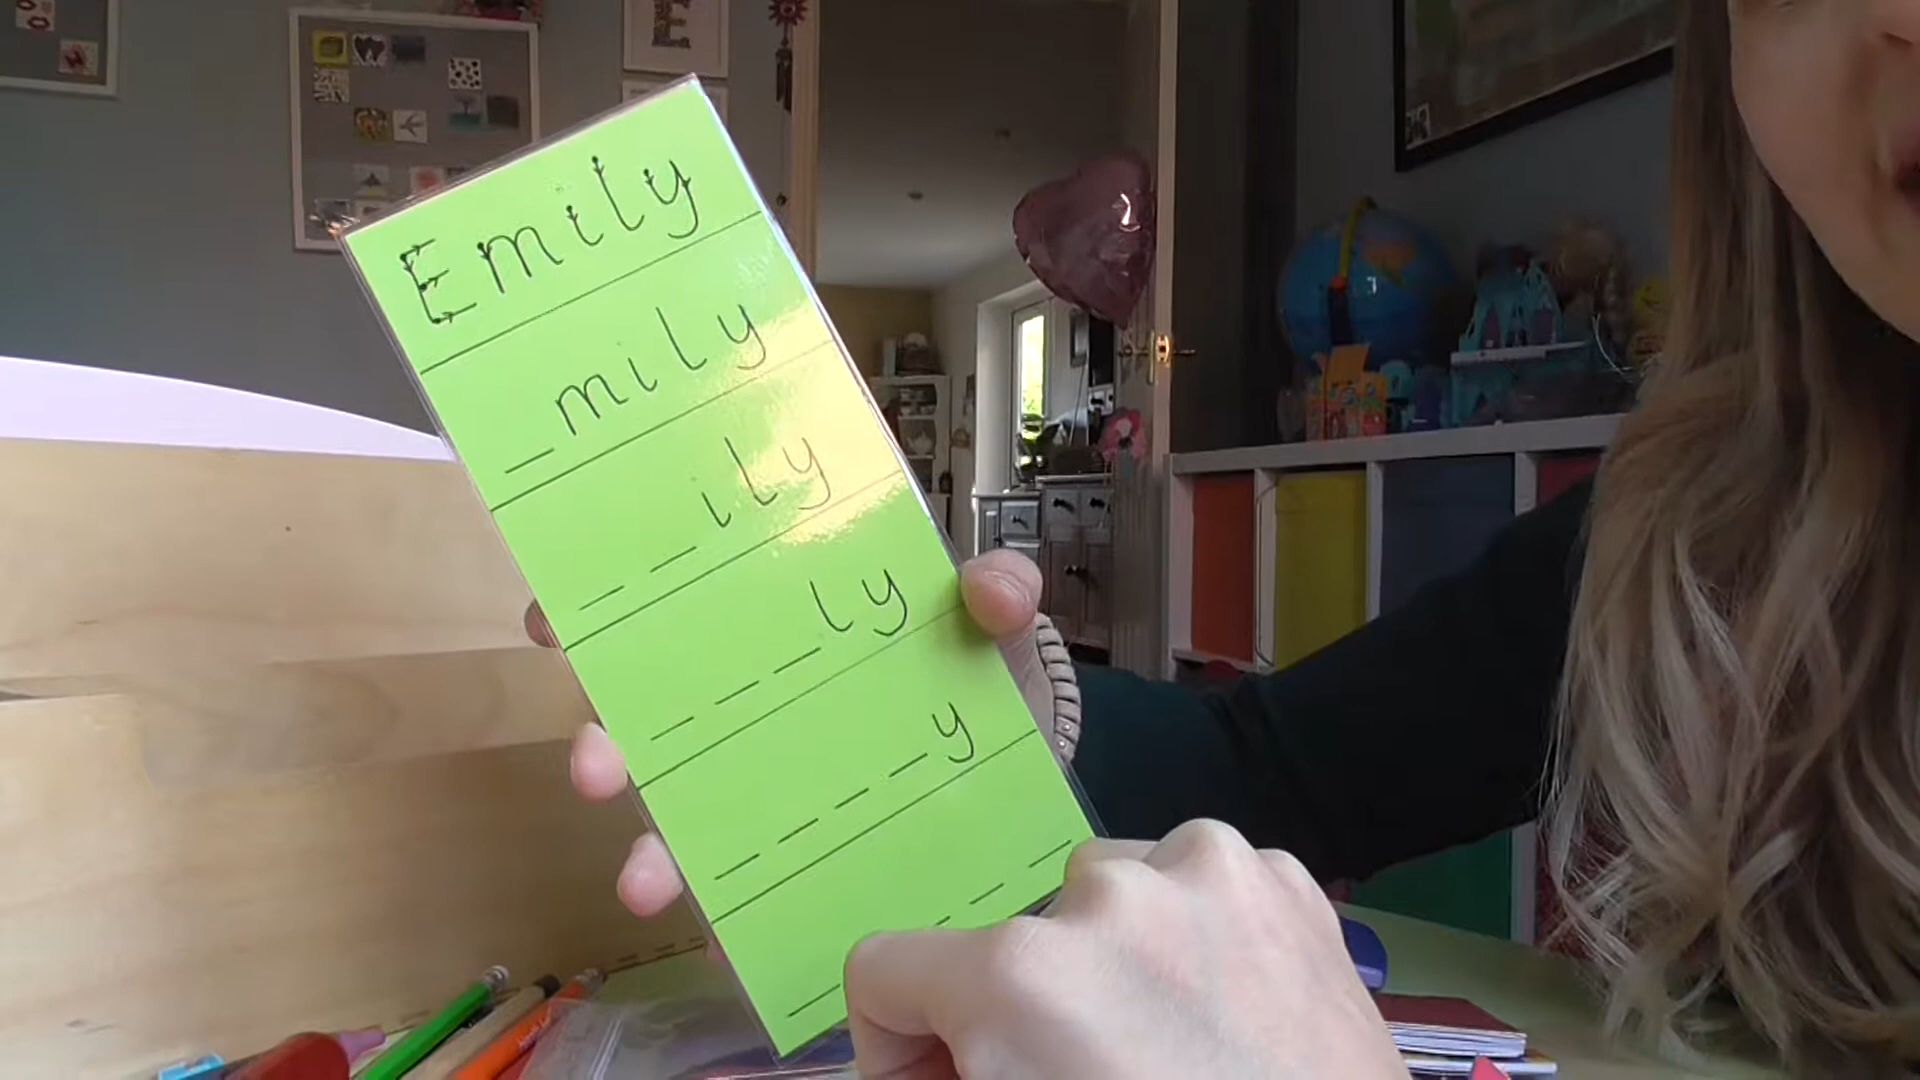 E
Emily
_mily
_ _ily
_ _ _ly
_ _ _ _y
_ _ _ _ _